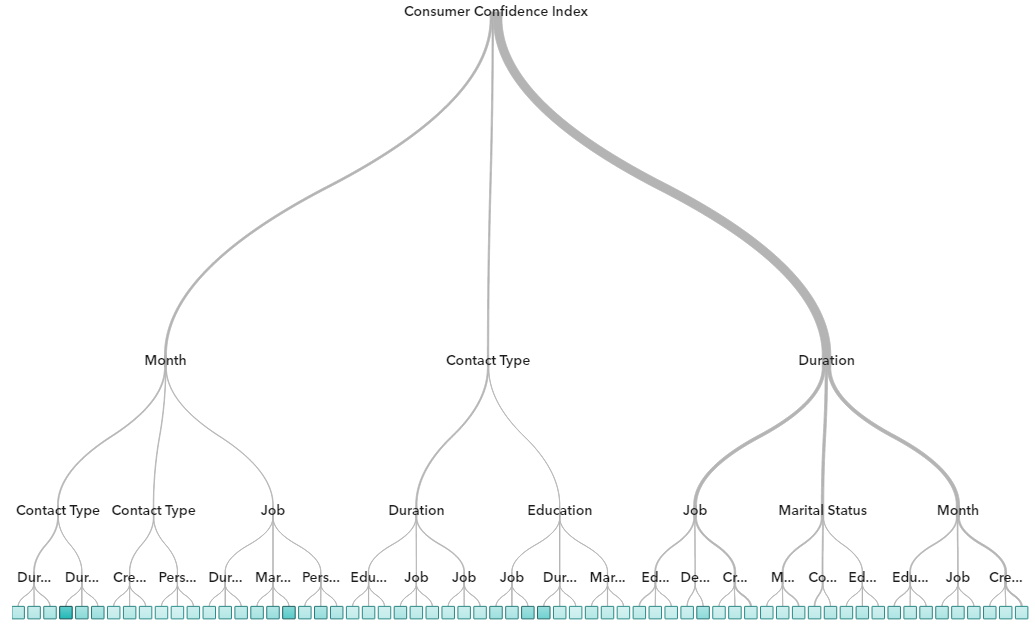 Consumer Confidence Index
Month Contact Type Duration
Contact Type Contact Type Job Duration Education Job Marital Status Month
Dur... Dur... Cre... Pers... Dur... Mar... Pers... Edu... Job Job Job Dur... Mar... Ed... De... Cr... M... Co... Ed... Edu... Job Cre...